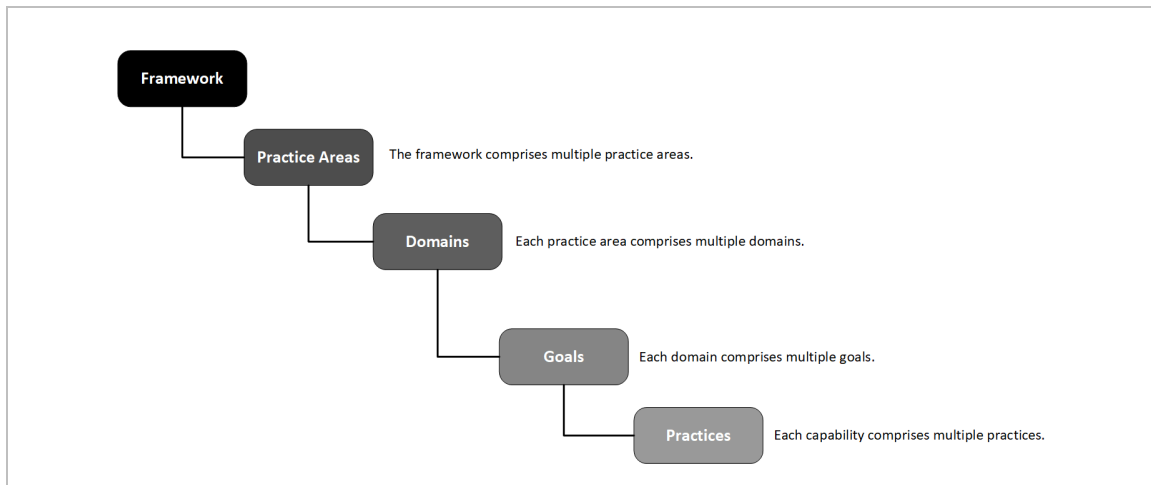 Framework
Practice Areas
The framework comprises multiple practice areas.
Domains
Each practice area comprises multiple domains.
Goals
Each domain comprises multiple goals.
Practices
Each capability comprises multiple practices.